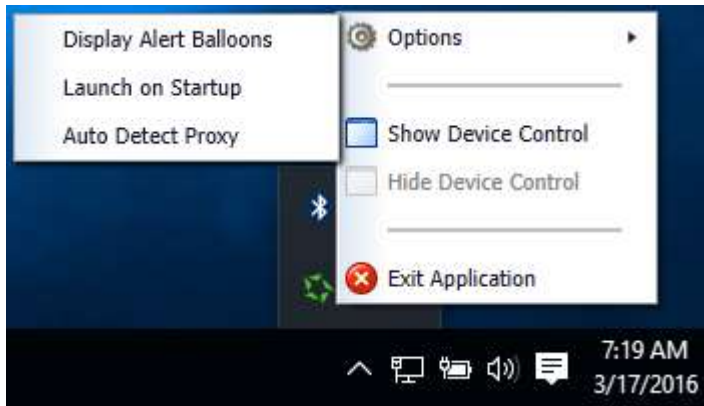 Display Alert Balloons
Launch on Startup
Auto Detect Proxy
Options
Show Device Control
Hide Device Control
Exit Application
7:19 AM
3/17/2016